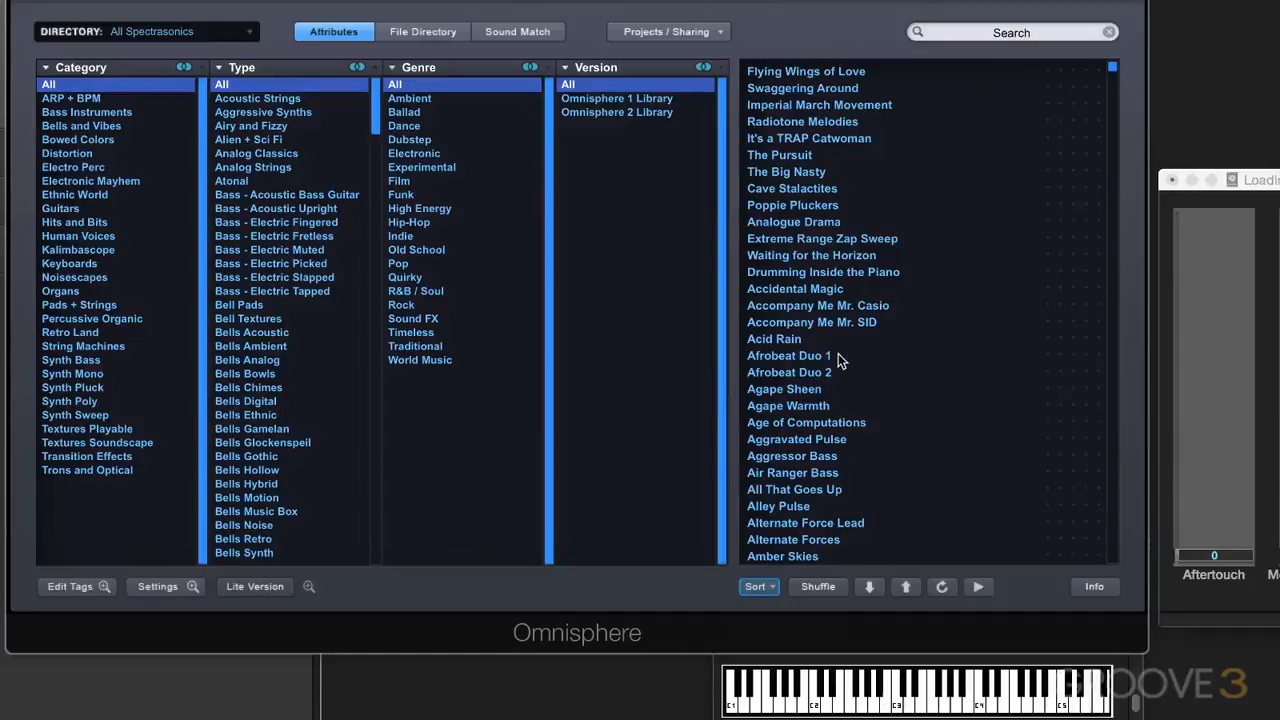 DIRECTORY: All Spectrasonics
Attributes
File Directory
Sound Match
Projects / Sharing
Search
Category
All
ARP + BPM
Bass Instruments
Bells and Vibes
Bowed Colors
Distortion
Electro Perc
Electronic Mayhem
Ethnic World
Guitars
Hits and Bits
Human Voices
Kalimbascope
Keyboards
Noisescapes
Organs
Pads + Strings
Percussive Organic
Retro Land
String Machines
Synth Bass
Synth Mono
Synth Pluck
Synth Poly
Synth Sweep
Textures Playable
Textures Soundscape
Transition Effects
Trons and Optical
Type
All
Acoustic Strings
Aggressive Synths
Airy and Fizzy
Alien + Sci Fi
Analog Classics
Analog Strings
Atonal
Bass - Acoustic Bass Guitar
Bass - Acoustic Upright
Bass - Electric Fingered
Bass - Electric Fretless
Bass - Electric Muted
Bass - Electric Picked
Bass - Electric Slapped
Bass - Electric Tapped
Bell Pads
Bell Textures
Bells Acoustic
Bells Ambient
Bells Analog
Bells Bowls
Bells Chimes
Bells Digital
Bells Ethnic
Bells Gamelan
Bells Glockenspeil
Bells Gothic
Bells Hollow
Bells Hybrid
Bells Motion
Bells Music Box
Bells Noise
Bells Retro
Bells Synth
Genre
All
Ambient
Ballad
Dance
Dubstep
Electronic
Experimental
Film
Funk
High Energy
Hip-Hop
Indie
Old School
Pop
Quirky
R&B / Soul
Rock
Sound FX
Timeless
Traditional
World Music
Version
All
Omnisphere 1 Library
Omnisphere 2 Library
Flying Wings of Love
Swaggering Around
Imperial March Movement
Radiotone Melodies
It's a TRAP Catwoman
The Pursuit
The Big Nasty
Cave Stalactites
Poppie Pluckers
Analogue Drama
Extreme Range Zap Sweep
Waiting for the Horizon
Drumming Inside the Piano
Accidental Magic
Accompany Me Mr. Casio
Accompany Me Mr. SID
Acid Rain
Afrobeat Duo 1
Afrobeat Duo 2
Agape Sheen
Agape Warmth
Age of Computations
Aggravated Pulse
Aggressor Bass
Air Ranger Bass
All That Goes Up
Alley Pulse
Alternate Force Lead
Alternate Forces
Amber Skies
Edit Tags
Settings
Lite Version
Sort
Shuffle
Info
Omnisphere
0
Aftertouch
C1
C2
C3
C4
C5
GROOVE 3